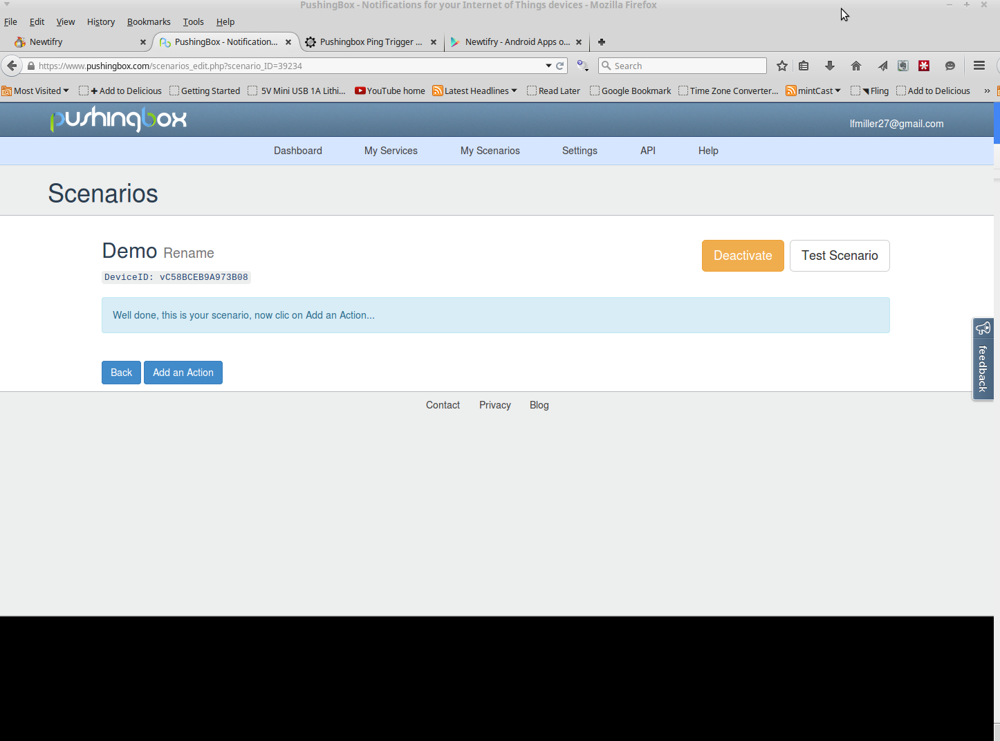 PushingBox - Notifications for your Internet of Things devices - Mozilla Firefox
File Edit View History Bookmarks Tools Help
Newtifry PushingBox - Notification... Pushingbox Ping Trigger ... Newtifry - Android Apps o...
https://www.pushingbox.com/scenarios_edit.php?scenario_ID=39234 Search
Most Visited + Add to Delicious Getting Started 5V Mini USB 1A Lithi... YouTube home Latest Headlines Read Later Google Bookmark Time Zone Converter... mintCast Fling Add to Delicious »
pushingbox
lfmiller27@gmail.com
Dashboard My Services My Scenarios Settings API Help
Scenarios
Demo Rename
Deactivate Test Scenario
DeviceID: vC58BCEB9A973B08
Well done, this is your scenario, now clic on Add an Action...
feedback
Back Add an Action
Contact Privacy Blog